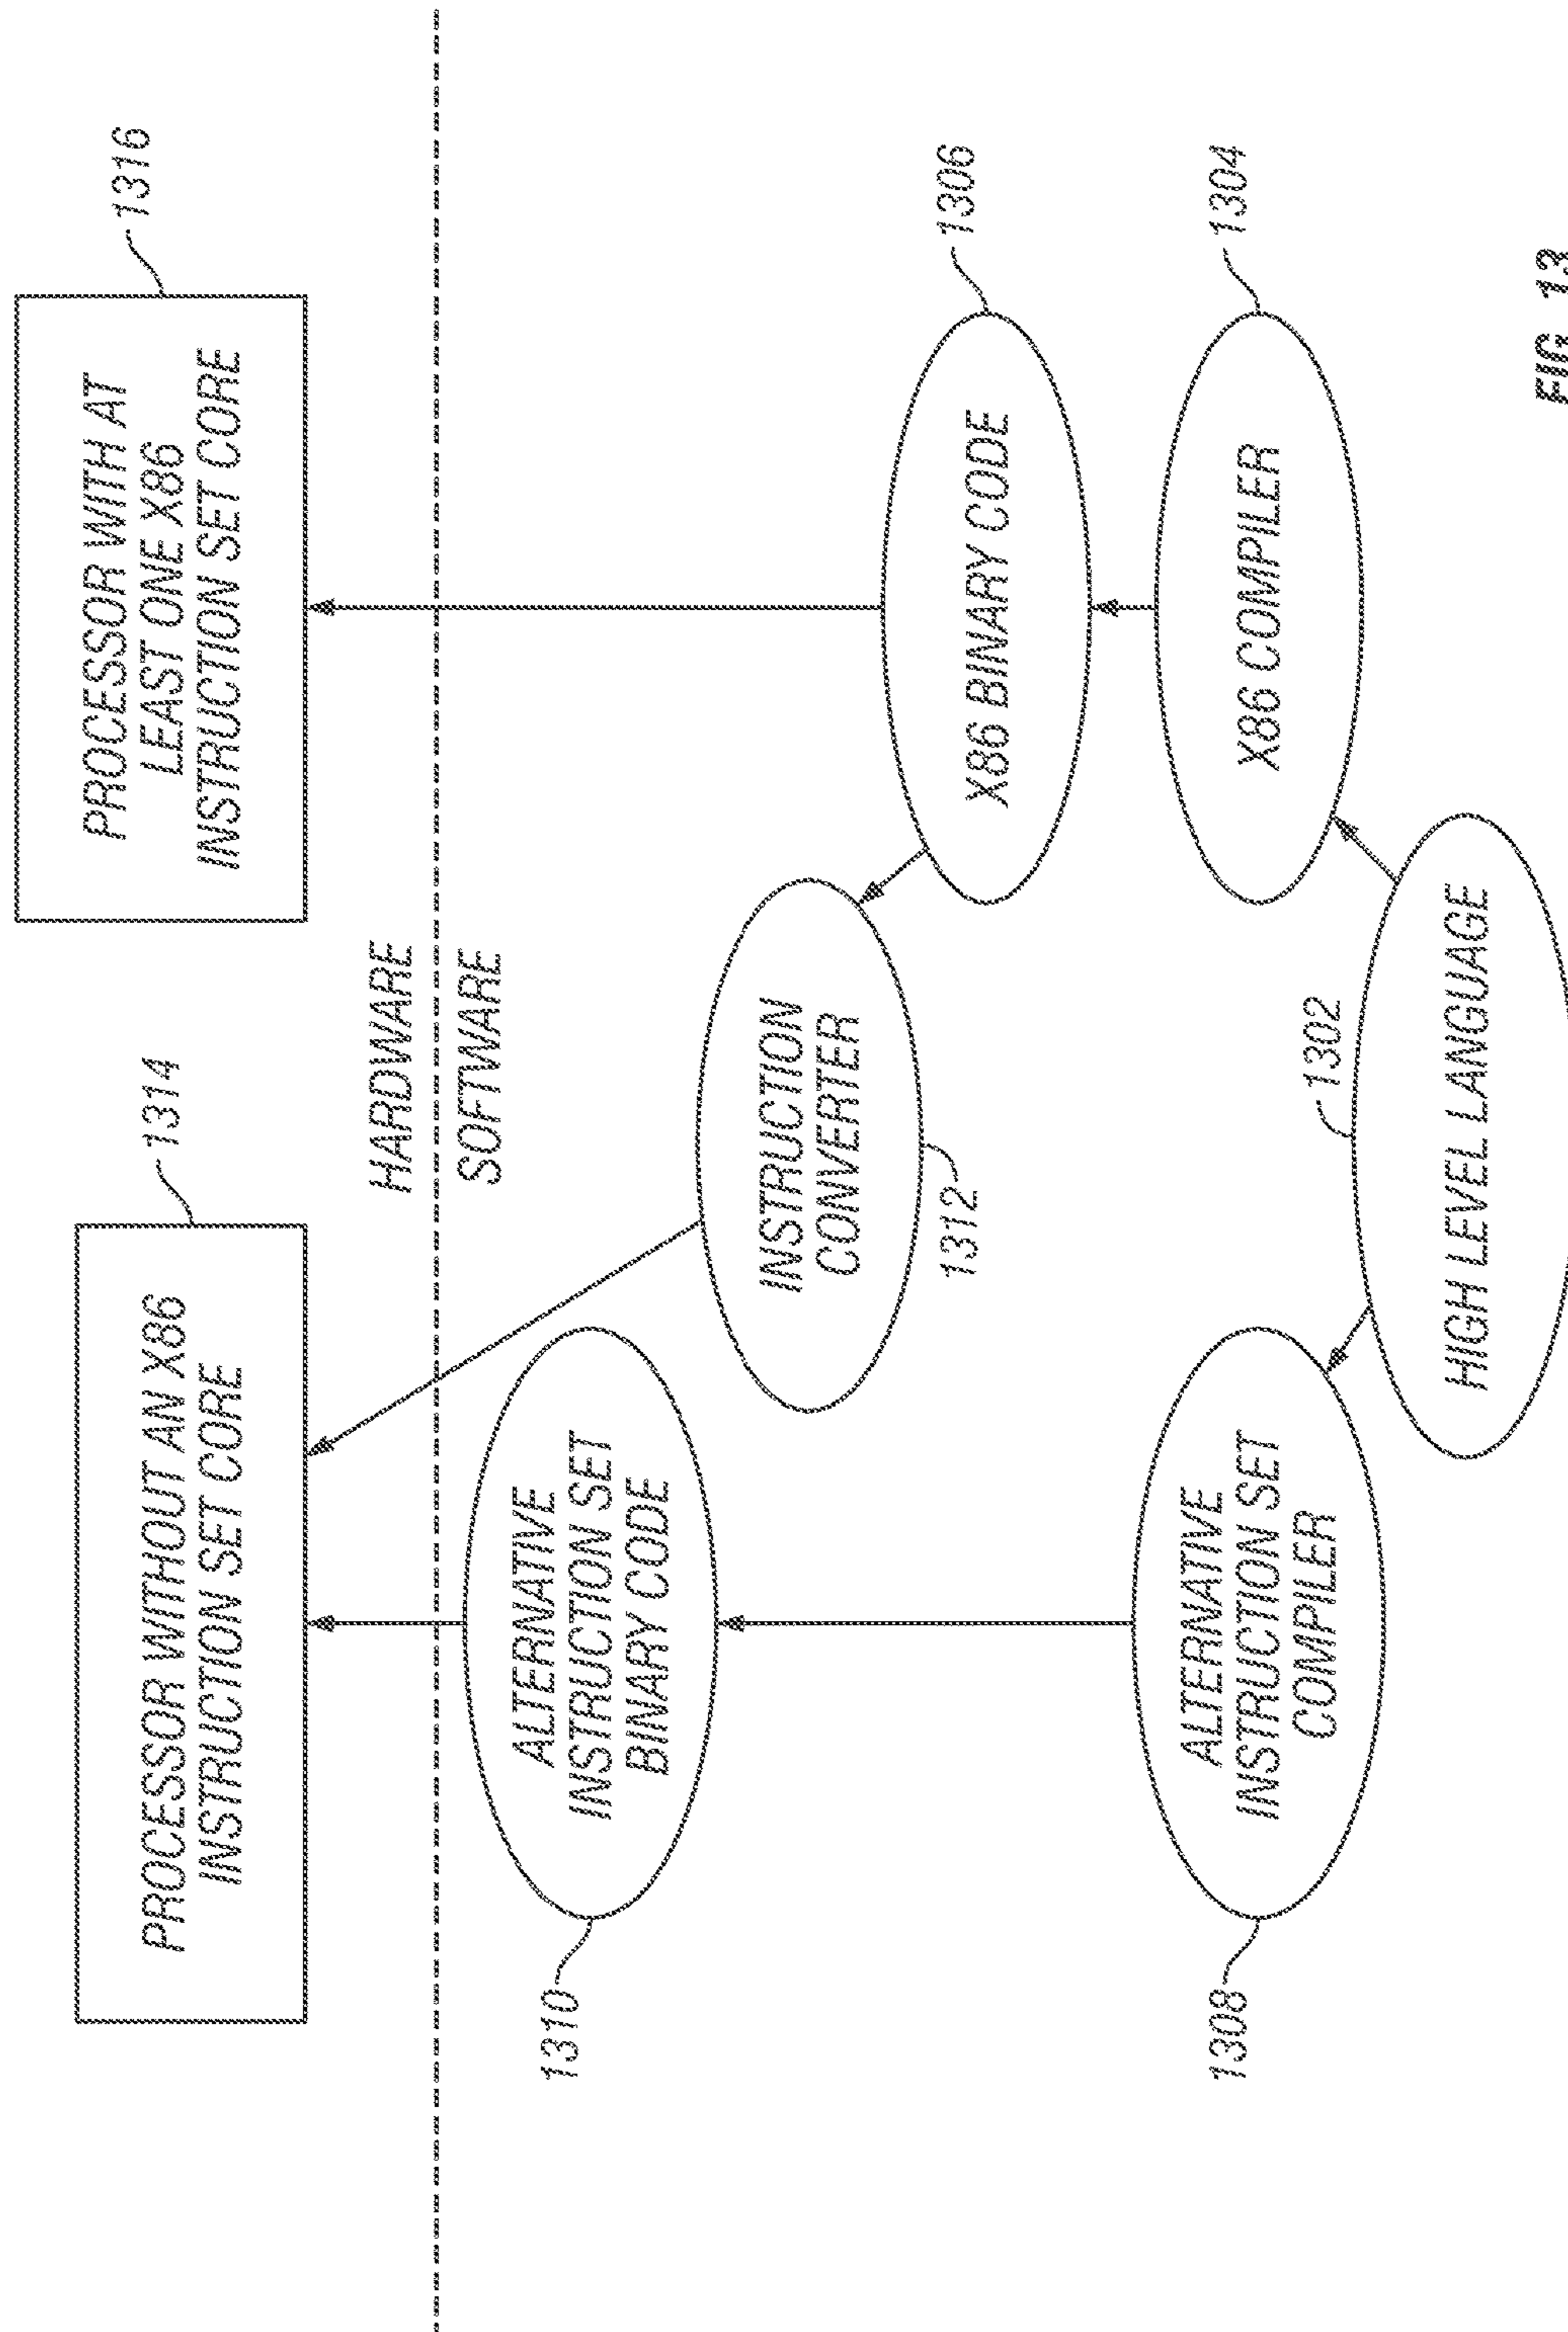 PROCESSOR WITHOUT AN X86
INSTRUCTION SET CORE
1314
PROCESSOR WITH AT
LEAST ONE X86
INSTRUCTION SET CORE
1316
HARDWARE
SOFTWARE
1310
ALTERNATIVE
INSTRUCTION SET
BINARY CODE
INSTRUCTION
CONVERTER
1312
X86 BINARY CODE
1306
1308
ALTERNATIVE
INSTRUCTION SET
COMPILER
X86 COMPILER
1304
1302
HIGH LEVEL LANGUAGE
FIG. 13